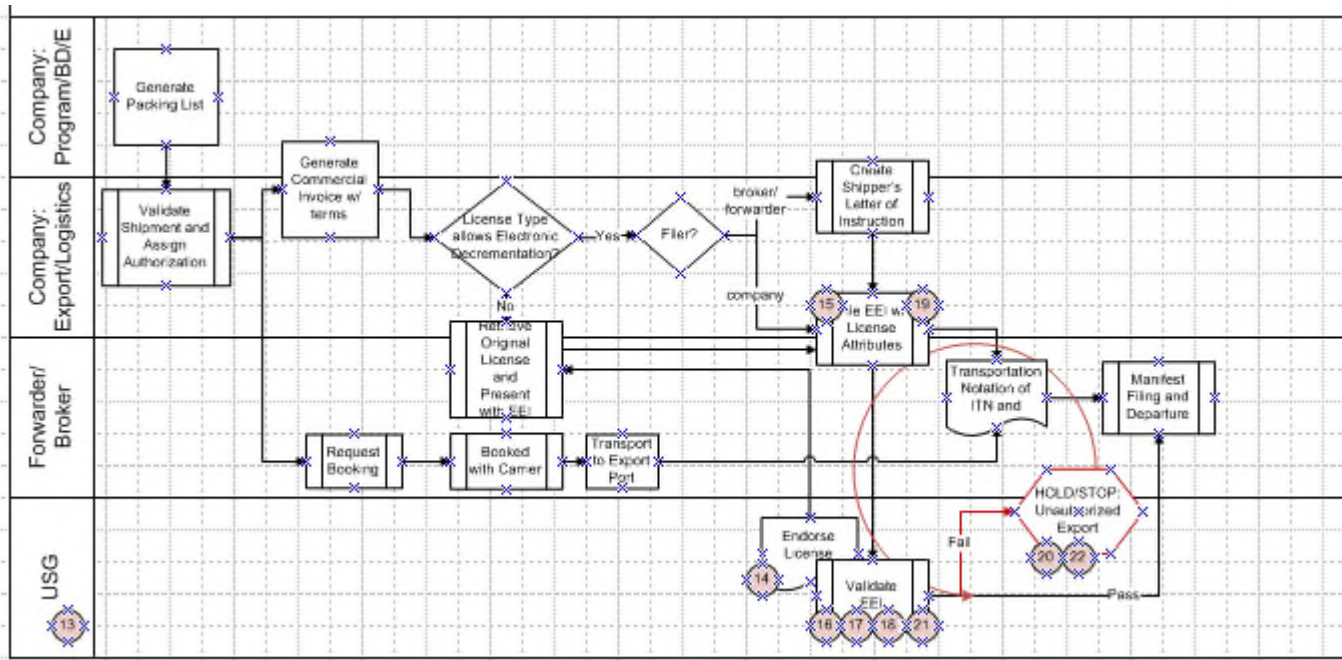 Company:
Program/BD/E
Generate
Packing List
Company:
Export/Logistics
Validate
Shipment and
Assign
Authorization
Generate
Commercial
Invoice w/
terms
License Type
allows Electronic
Decrementation?
Yes
No
Filer?
broker/
forwarder
company
Create
Shipper's
Letter of
Instruction
15
19
le EEI w.
License
Attributes
Forwarder/
Broker
Original
License
and
Present
with EEI
Transportation
Notation of
ITN and
Manifest
Filing and
Departure
Request
Booking
Booked
with Carrier
Transport
to Export
Port
USG
13
Endorse
License
14
Validate
EEI
16
17
18
21
Fail
HOLD/STOP:
Unauthorized
Export
20
22
Pass